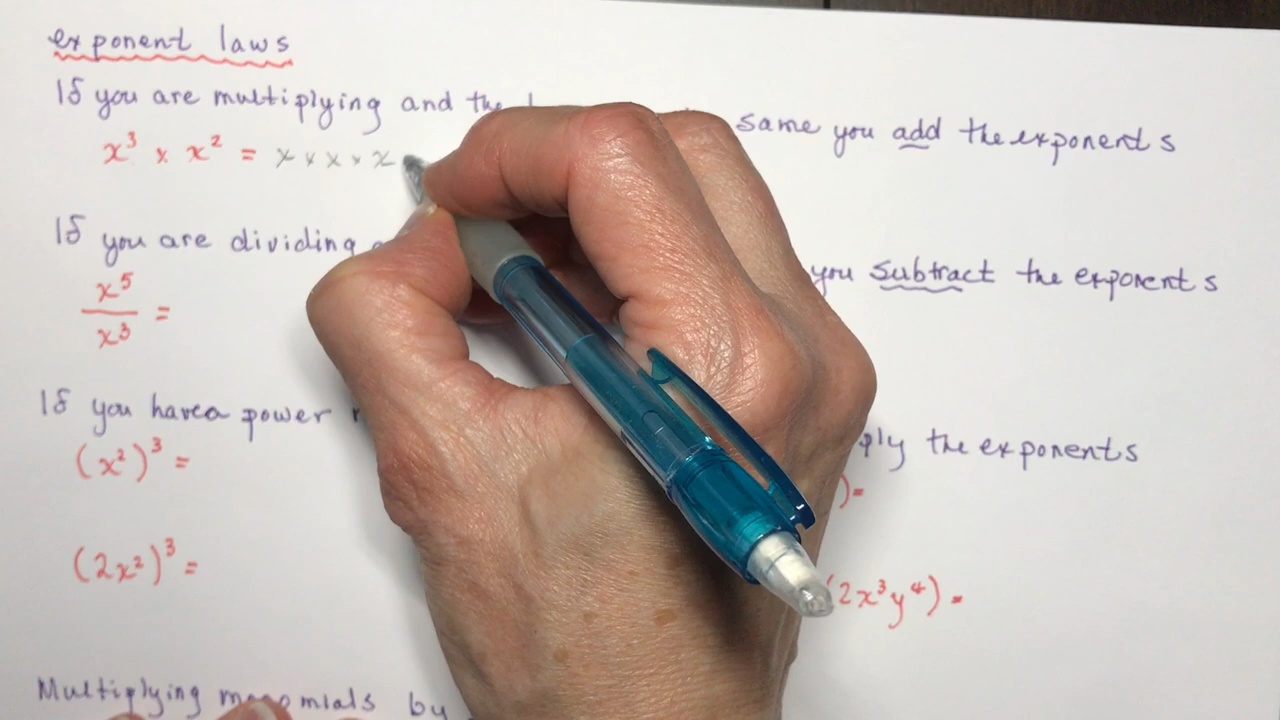 exponent laws
If you are multiplying and the same you add the exponents
x³ × x² = x × x × x
If you are dividing you subtract the exponents
x⁵
x³ =
If you have a power ply the exponents
(x²)³ = )=
(2x²)³ = (2x³y⁴) =
Multiplying monomials by